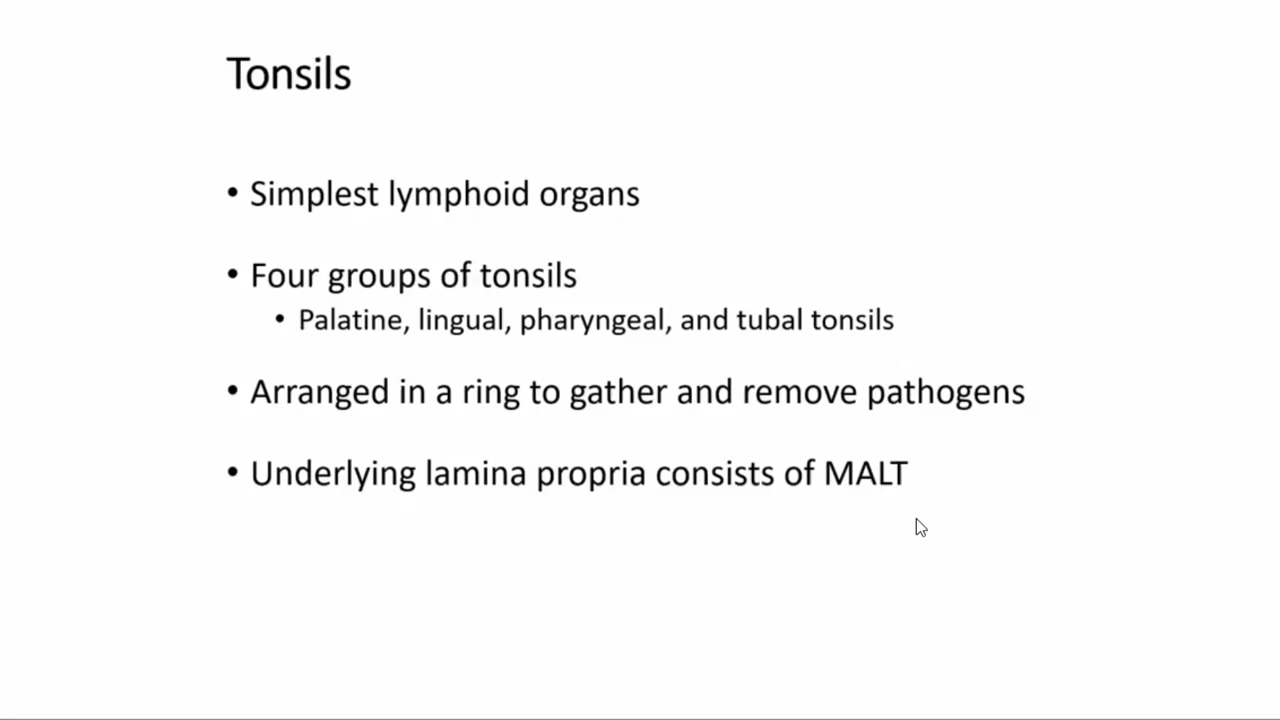 Tonsils
• Simplest lymphoid organs
• Four groups of tonsils
• Palatine, lingual, pharyngeal, and tubal tonsils
• Arranged in a ring to gather and remove pathogens
• Underlying lamina propria consists of MALT